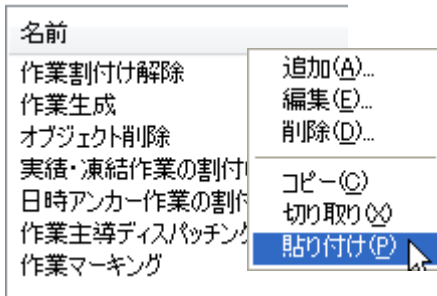 名前
作業割付け解除
作業生成
オブジェクト削除
実績・凍結作業の割付け
日時アンカー作業の割付
作業主導ディスパッチング
作業マーキング
追加(A)...
編集(E)...
削除(D)...
コピー(C)
切り取り(X)
貼り付け(P)